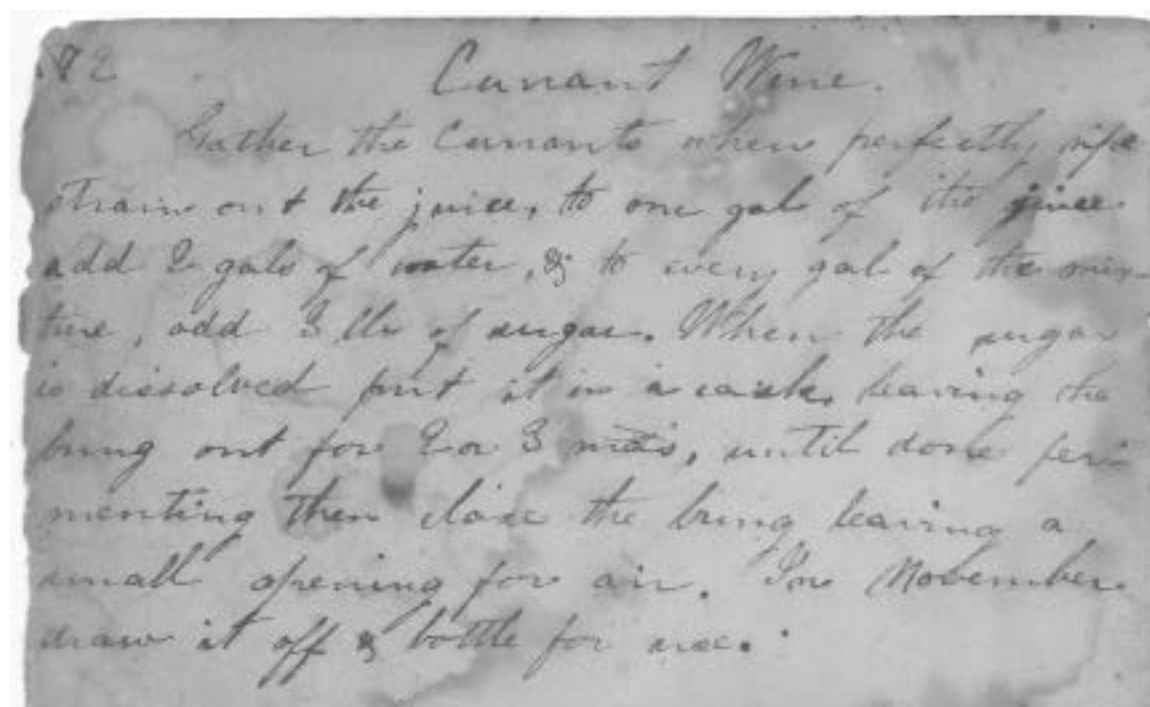 82
Currant Wine.
Gather the Currants when perfectly ripe
strain out the juice, to one gal of the juice
add 2 gals of water, & to every gal of the mix-
ture, add 3 lbs of sugar. When the sugar
is dissolved put it in a cask, leaving the
bung out for 2 or 3 , until done fer-
menting then close the bung leaving a
small opening for air. In November
draw it off & bottle for use.